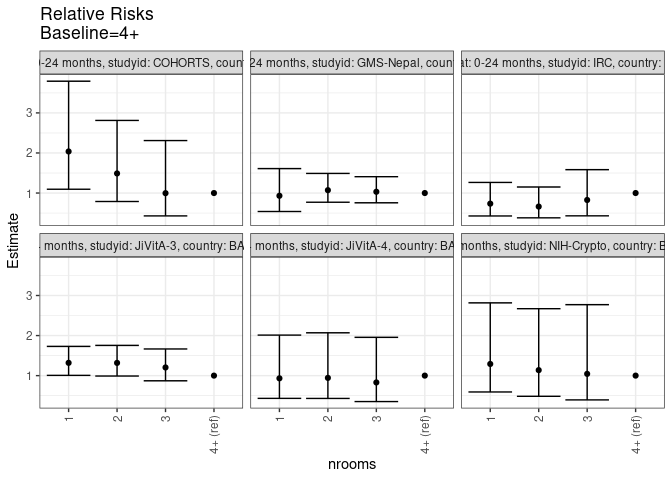 Relative Risks
Baseline=4+
0-24 months, studyid: COHORTS, coun
24 months, studyid: GMS-Nepal, coun
at: 0-24 months, studyid: IRC, country:
3
2
1
Estimate
months, studyid: JiVitA-3, country: BA
months, studyid: JiVitA-4, country: BA
months, studyid: NIH-Crypto, country: B
3
2
1
1
2
3
4+ (ref)
1
2
3
4+ (ref)
1
2
3
4+ (ref)
nrooms